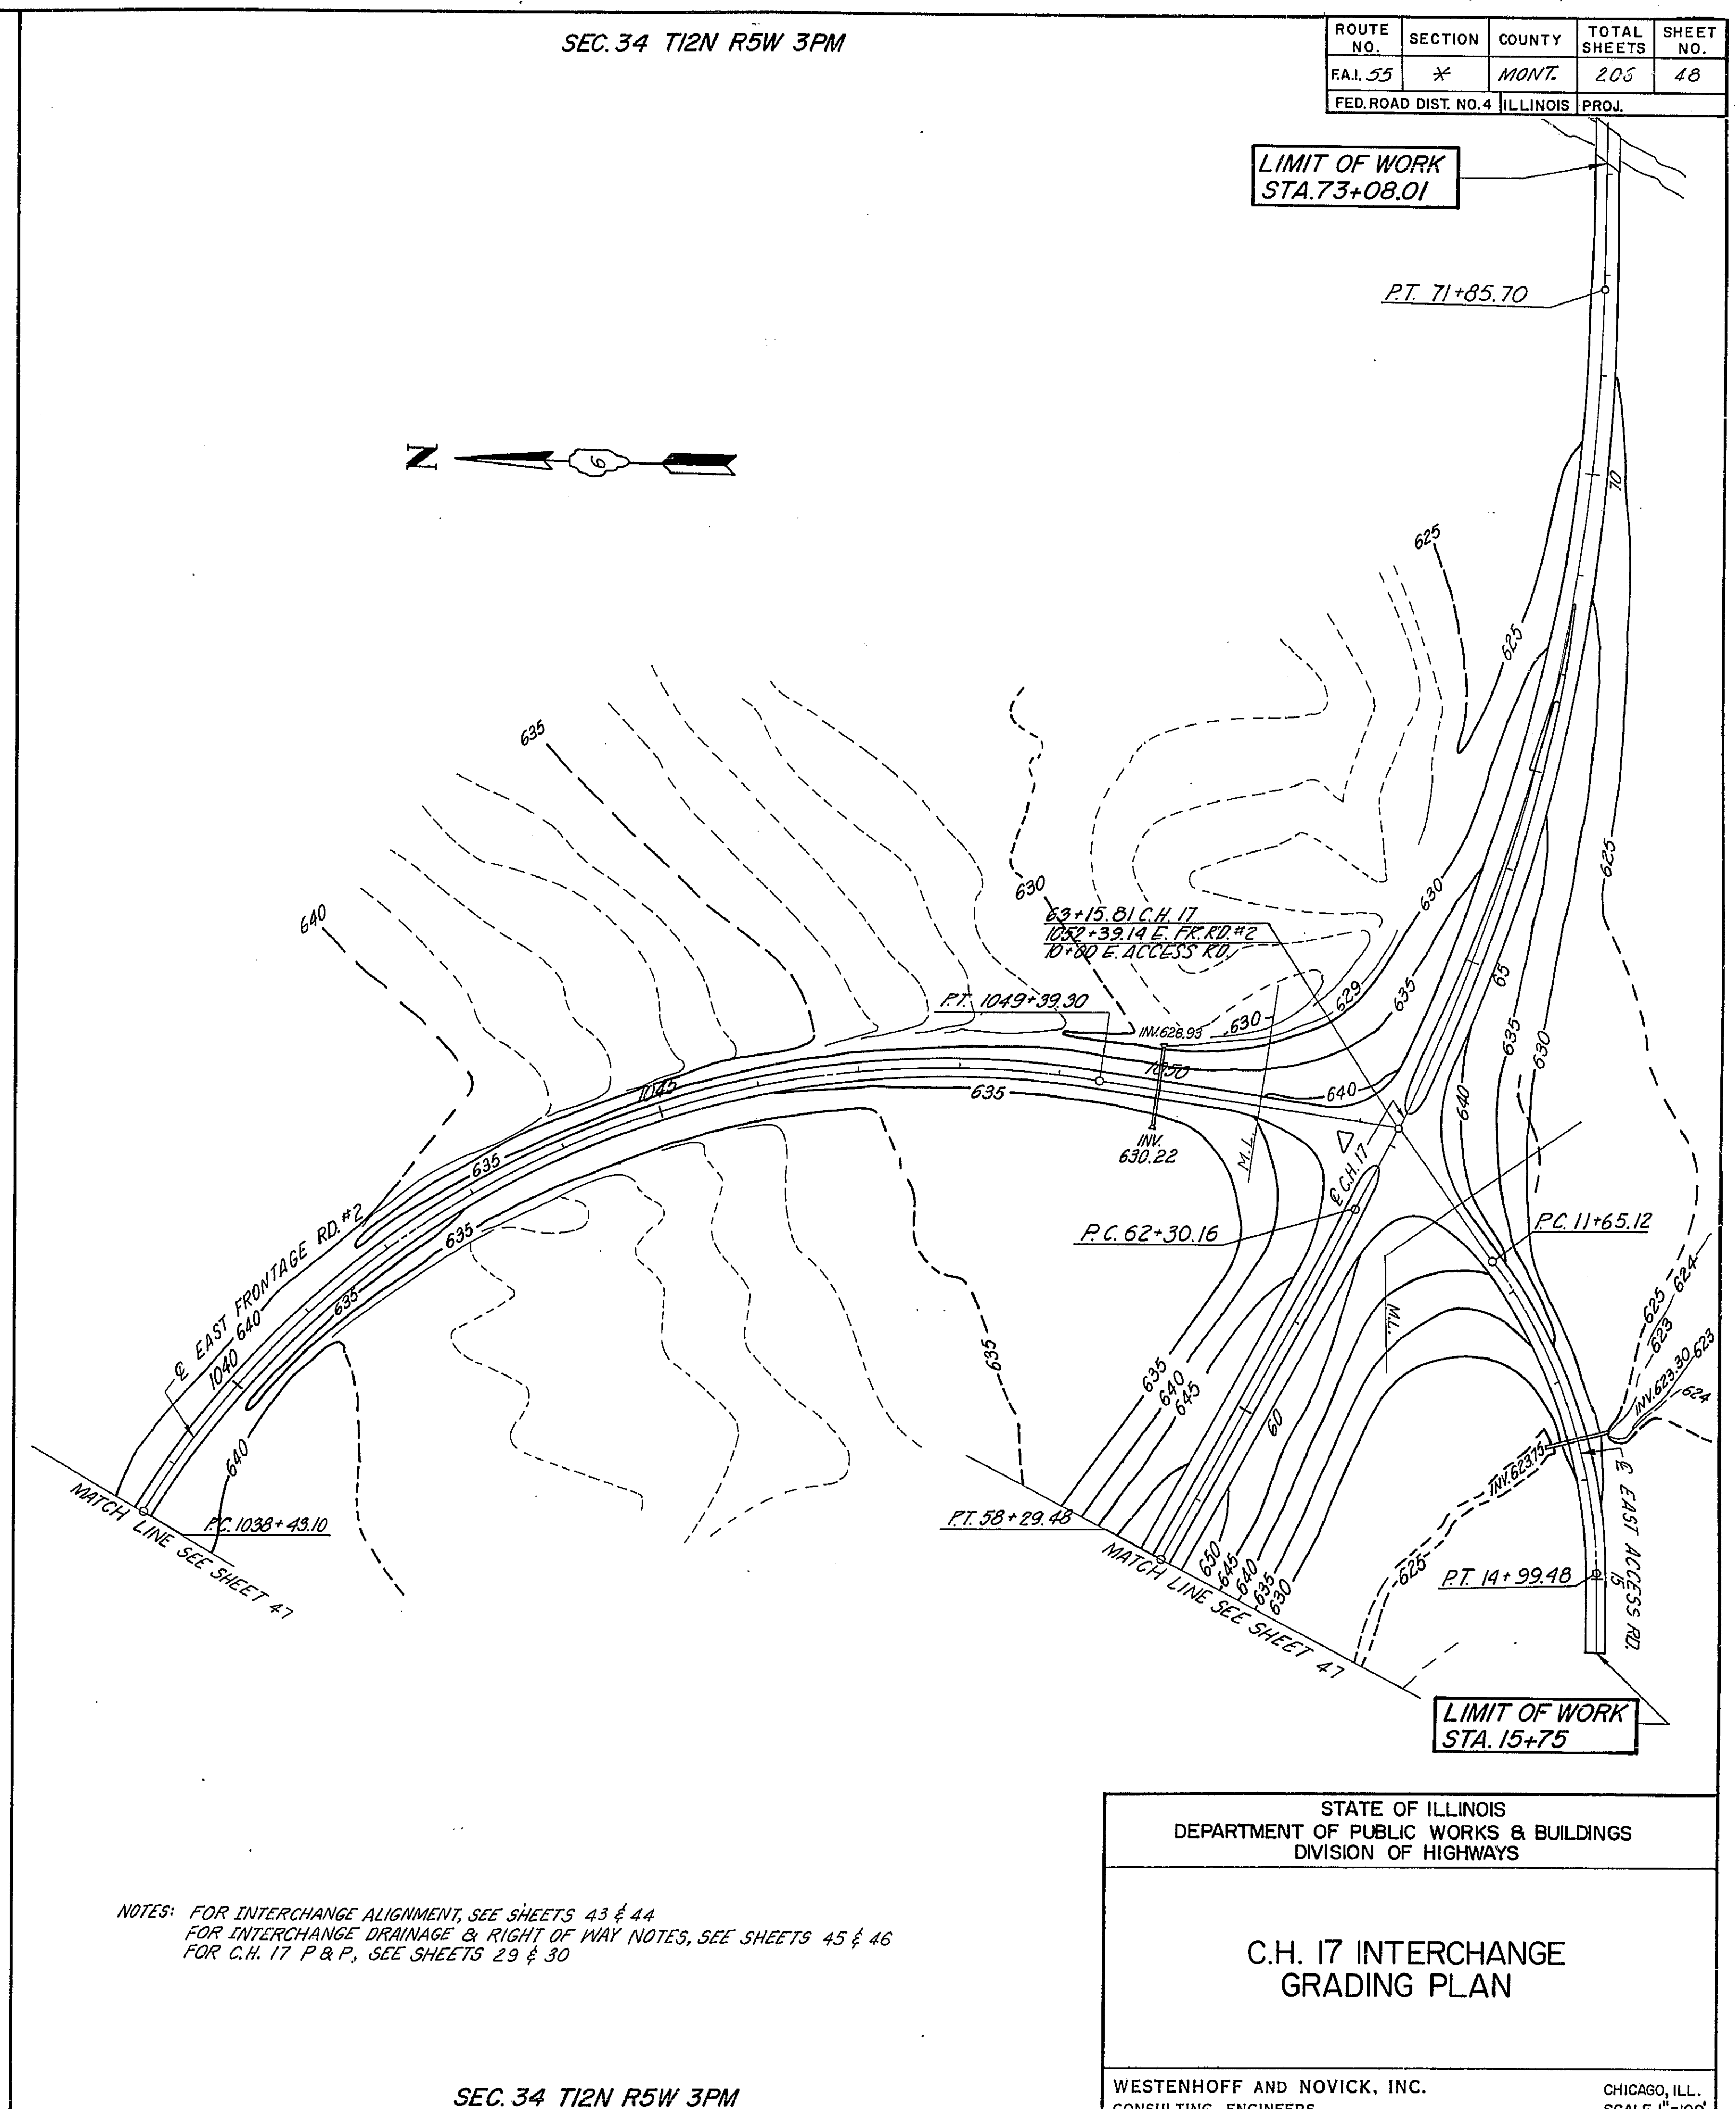 SEC. 34 T12N R5W 3PM
ROUTE NO. SECTION COUNTY TOTAL SHEETS SHEET NO.
F.A.I. 55 * MONT. 48
FED. ROAD DIST. NO. 4 ILLINOIS PROJ.
LIMIT OF WORK
STA. 73+08.01
P.T. 71+85.70
N
6
70
625
625
635
640
630
630
625
63+15.81 C.H. 17
1052+39.14 E. FR. RD. #2
10+00 E. ACCESS RD.
65
629
635
P.T. 1049+39.30
INV. 628.93
630
635
630
1050
1045
635
640
640
INV.
630.22
M.L.
℄ C.H. 17
635
P.C. 62+30.16
P.C. 11+65.12
℄ EAST FRONTAGE RD. #2
635
635
640
1040
M.L.
625
624
623
INV. 623.30
623
624
635
635
640
645
60
640
INV. 623.75
MATCH LINE SEE SHEET 47
P.C. 1038+43.10
P.T. 58+29.48
MATCH LINE SEE SHEET 47
650
645
640
635
630
625
P.T. 14+99.48
15
℄ EAST ACCESS RD.
LIMIT OF WORK
STA. 15+75
STATE OF ILLINOIS
DEPARTMENT OF PUBLIC WORKS & BUILDINGS
DIVISION OF HIGHWAYS
NOTES: FOR INTERCHANGE ALIGNMENT, SEE SHEETS 43 & 44
FOR INTERCHANGE DRAINAGE & RIGHT OF WAY NOTES, SEE SHEETS 45 & 46
FOR C.H. 17 P & P, SEE SHEETS 29 & 30
C.H. 17 INTERCHANGE
GRADING PLAN
SEC. 34 T12N R5W 3PM
WESTENHOFF AND NOVICK, INC. CHICAGO, ILL.
CONSULTING ENGINEERS SCALE 1"=100'